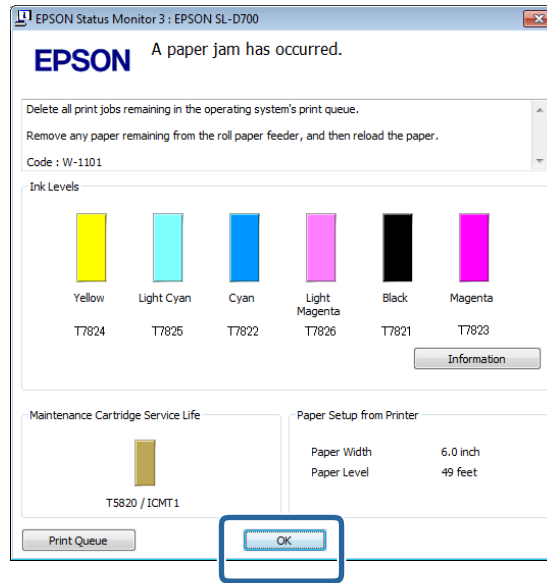 EPSON Status Monitor 3 : EPSON SL-D700
EPSON
A paper jam has occurred.
Delete all print jobs remaining in the operating system's print queue.
Remove any paper remaining from the roll paper feeder, and then reload the paper.
Code : W-1101
Ink Levels
Yellow Light Cyan Cyan Light Magenta Black Magenta
T7824 T7825 T7822 T7826 T7821 T7823
Information
Maintenance Cartridge Service Life
T5820 / ICMT1
Paper Setup from Printer
Paper Width 6.0 inch
Paper Level 49 feet
Print Queue
OK